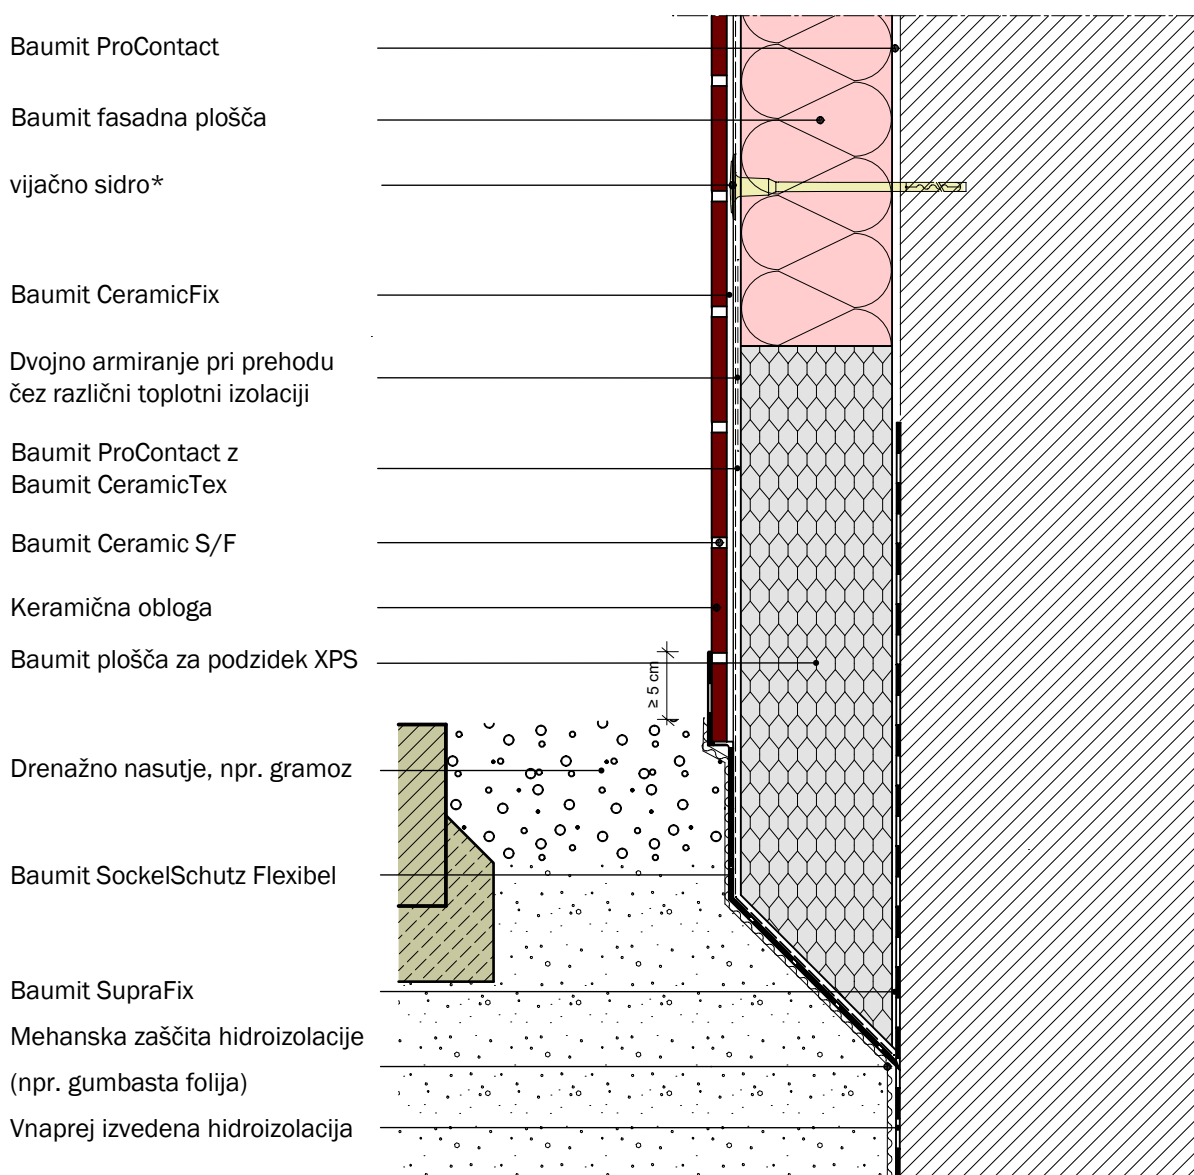 Baumit ProContact
Baumit fasadna plošča
vijačno sidro*
Baumit CeramicFix
Dvojno armiranje pri prehodu
čez različni toplotni izolaciji
Baumit ProContact z
Baumit CeramicTex
Baumit Ceramic S/F
Keramična obloga
Baumit plošča za podzidek XPS
≥ 5 cm
Drenažno nasutje, npr. gramoz
Baumit SockelSchutz Flexibel
Baumit SupraFix
Mehanska zaščita hidroizolacije
(npr. gumbasta folija)
Vnaprej izvedena hidroizolacija